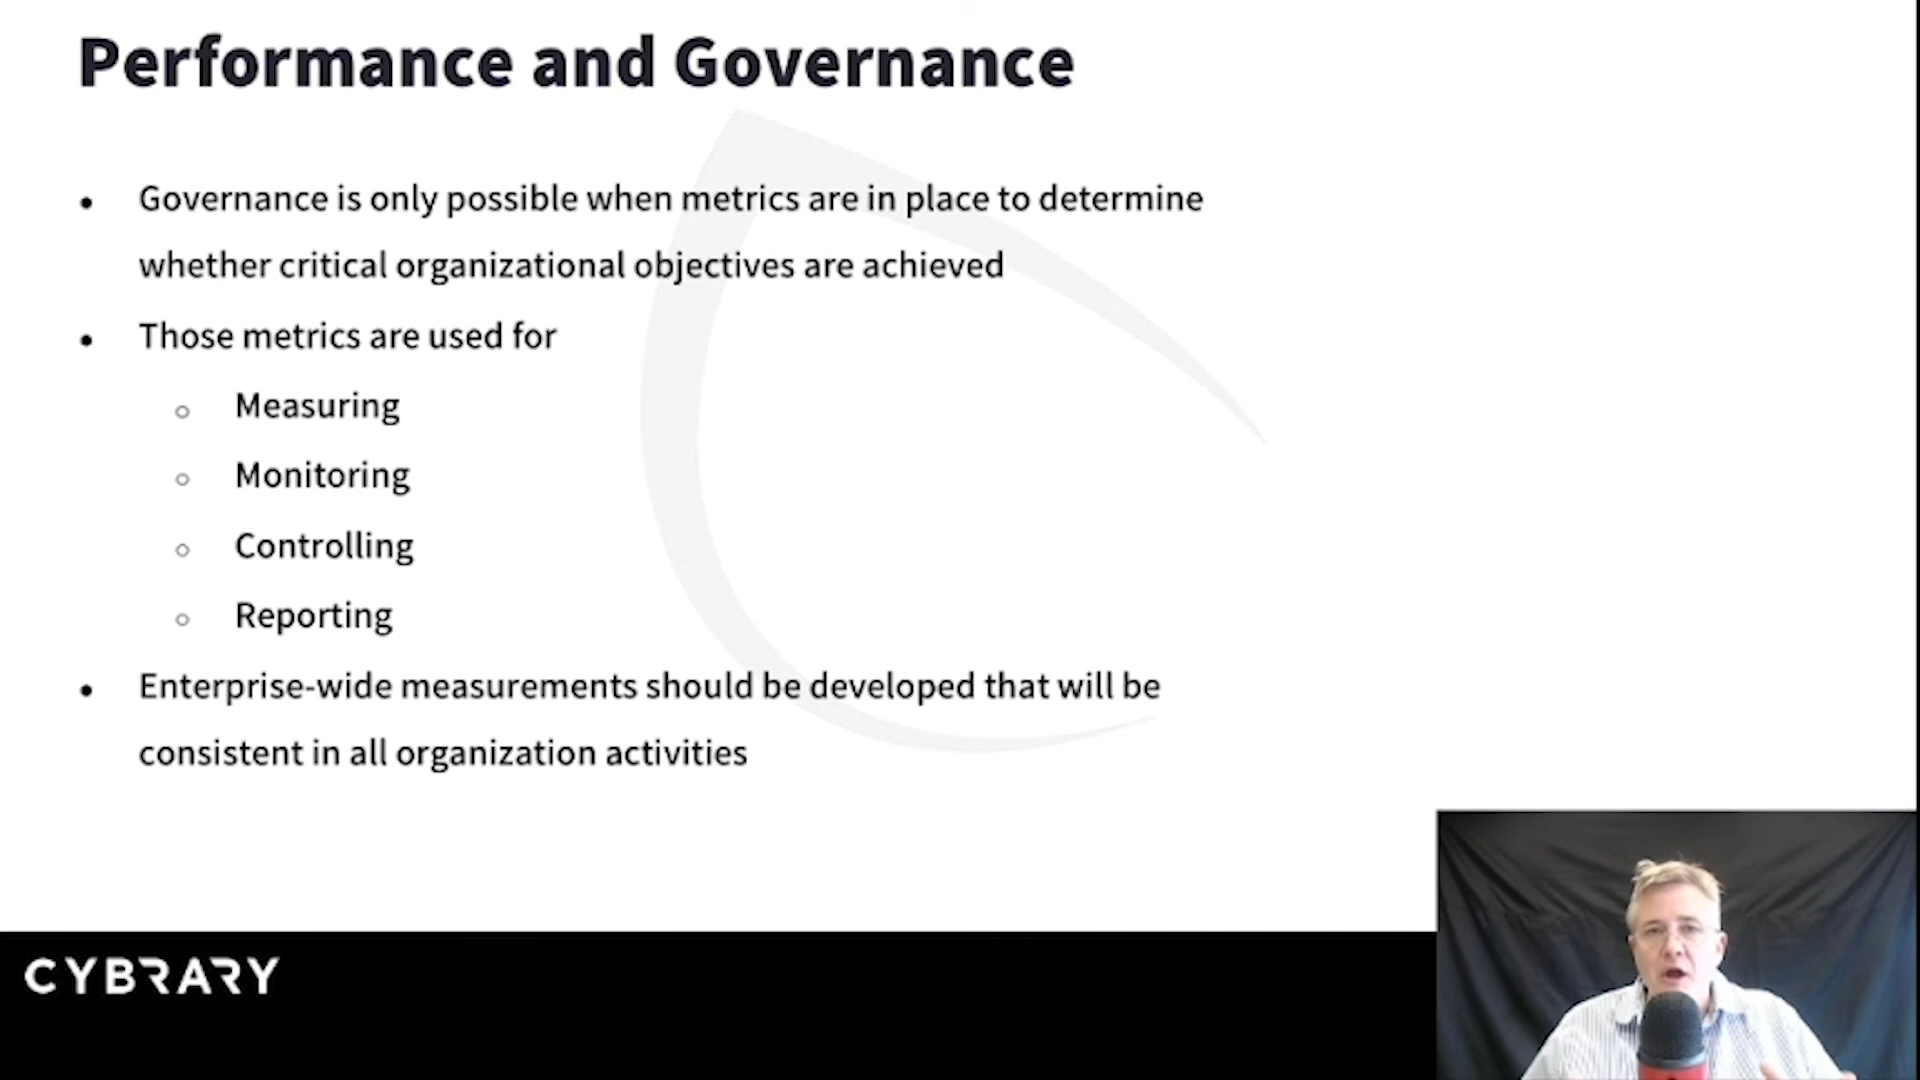 Performance and Governance
• Governance is only possible when metrics are in place to determine
whether critical organizational objectives are achieved
• Those metrics are used for
○ Measuring
○ Monitoring
○ Controlling
○ Reporting
• Enterprise-wide measurements should be developed that will be
consistent in all organization activities
CYBRARY